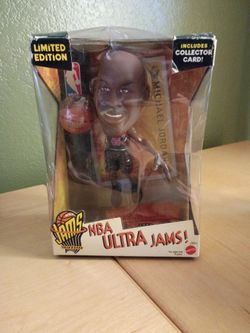 LIMITED
EDITION
INCLUDES
COLLECTOR
CARD!
MICHAEL JORDAN
JAMS
NBA ULTRA JAMS!